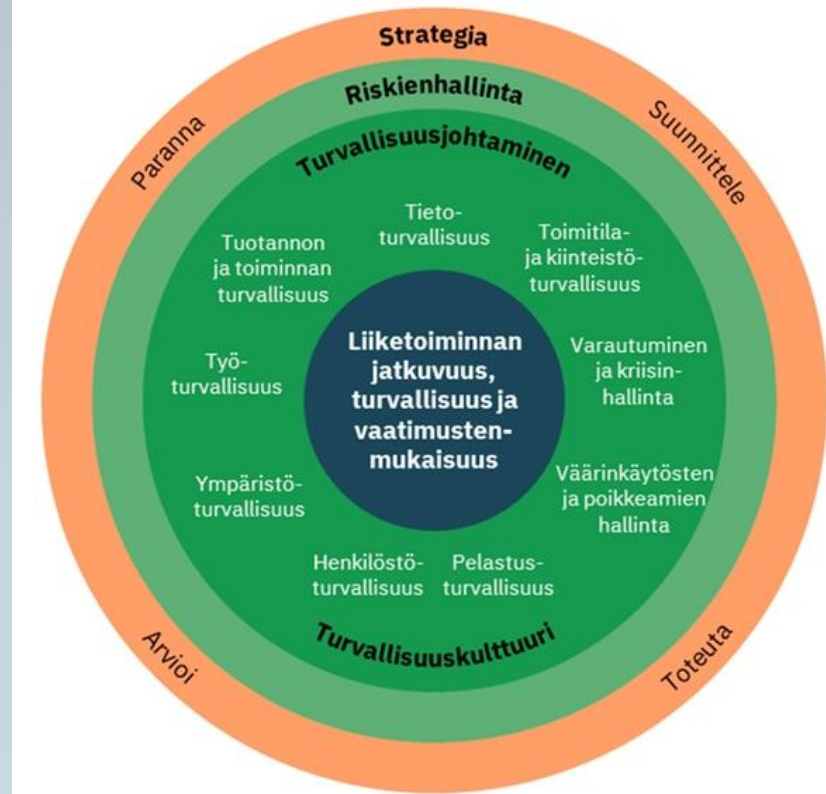 Strategia
Riskienhallinta
Turvallisuusjohtaminen
Paranna
Suunnittele
Tieto-
turvallisuus
Toimitila-
ja kiinteistö-
turvallisuus
Tuotannon
ja toiminnan
turvallisuus
Liiketoiminnan
jatkuvuus,
turvallisuus ja
vaatimusten-
mukaisuus
Varautuminen
ja kriisin-
hallinta
Työ-
turvallisuus
Väärinkäytösten
ja poikkeamien
hallinta
Ympäristö-
turvallisuus
Henkilöstö-
turvallisuus
Pelastus-
turvallisuus
Turvallisuuskulttuuri
Arvioi
Toteuta